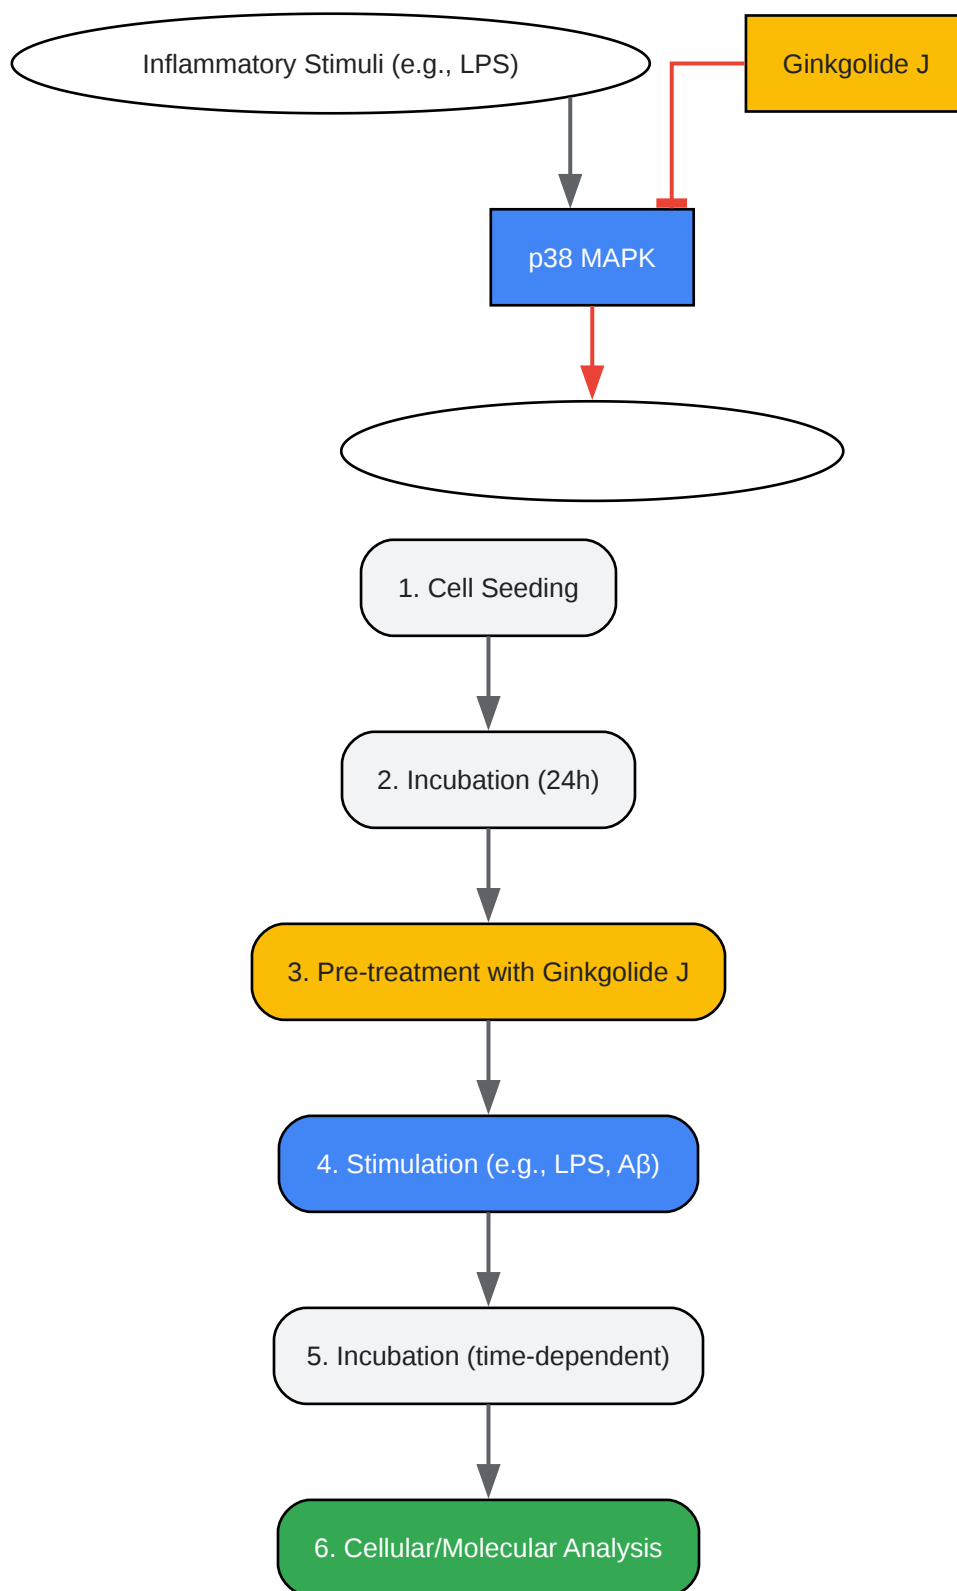 Inflammatory Stimuli (e.g., LPS)
Ginkgolide J
p38 MAPK
1. Cell Seeding
2. Incubation (24h)
3. Pre-treatment with Ginkgolide J
4. Stimulation (e.g., LPS, Aβ)
5. Incubation (time-dependent)
6. Cellular/Molecular Analysis